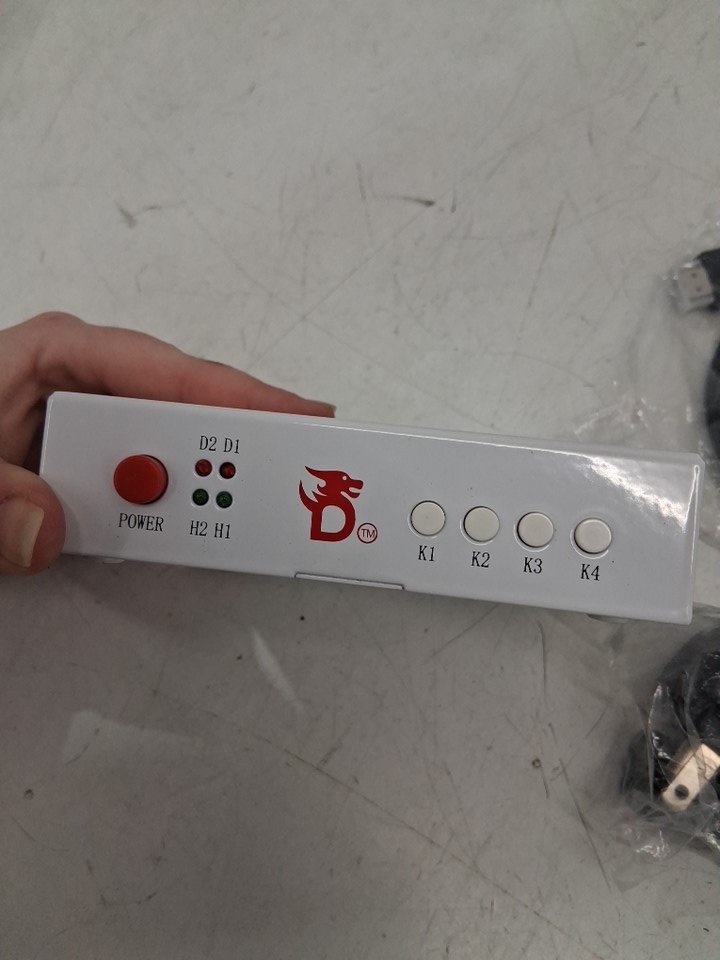 D2 D1
POWER
H2 H1
D TM
K1 K2 K3 K4